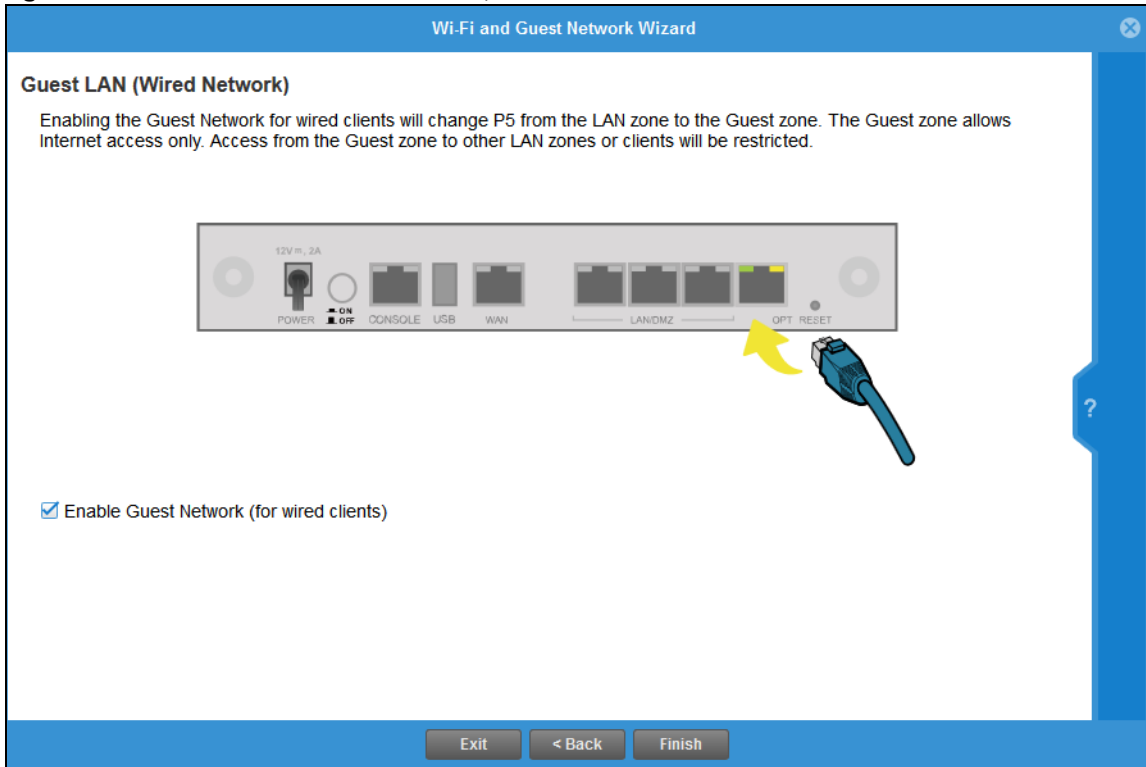 Wi-Fi and Guest Network Wizard
Guest LAN (Wired Network)
Enabling the Guest Network for wired clients will change P5 from the LAN zone to the Guest zone. The Guest zone allows
Internet access only. Access from the Guest zone to other LAN zones or clients will be restricted.
12V⎓, 2A
ON
POWER OFF CONSOLE USB WAN LAN/DMZ OPT RESET
?
Enable Guest Network (for wired clients)
Exit < Back Finish